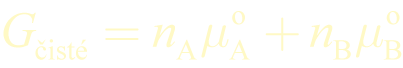 G_čisté = n_A μ_A^o + n_B μ_B^o